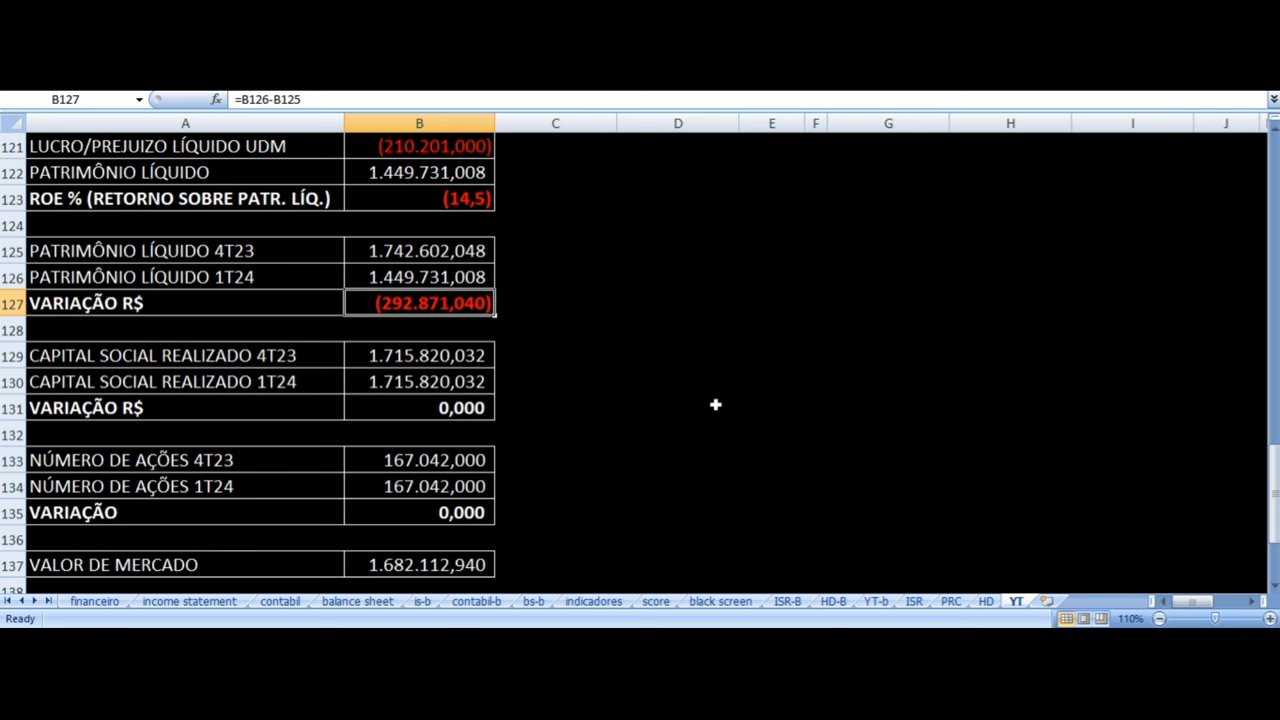 B127 fx =B126-B125
A B C D E F G H I J
121 LUCRO/PREJUIZO LÍQUIDO UDM (210.201,000)
122 PATRIMÔNIO LÍQUIDO 1.449.731,008
123 ROE % (RETORNO SOBRE PATR. LÍQ.) (14,5)
124
125 PATRIMÔNIO LÍQUIDO 4T23 1.742.602,048
126 PATRIMÔNIO LÍQUIDO 1T24 1.449.731,008
127 VARIAÇÃO R$ (292.871,040)
128
129 CAPITAL SOCIAL REALIZADO 4T23 1.715.820,032
130 CAPITAL SOCIAL REALIZADO 1T24 1.715.820,032
131 VARIAÇÃO R$ 0,000
132
133 NÚMERO DE AÇÕES 4T23 167.042,000
134 NÚMERO DE AÇÕES 1T24 167.042,000
135 VARIAÇÃO 0,000
136
137 VALOR DE MERCADO 1.682.112,940
138
financeiro income statement contabil balance sheet is-b contabil-b bs-b indicadores score black screen ISR-B HD-B YT-b ISR PRC HD YT
Ready 110%